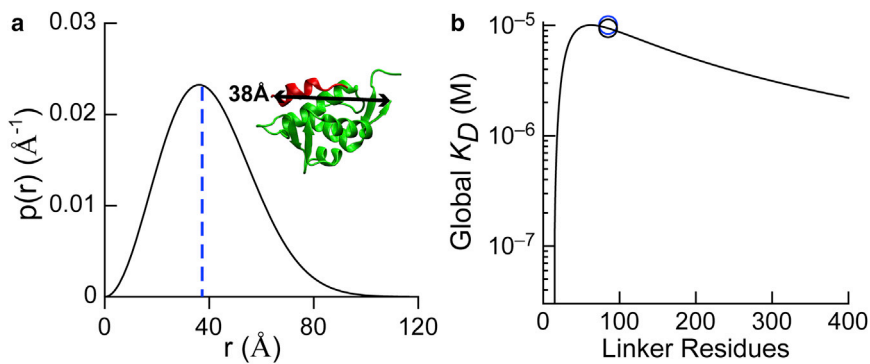 a
0.03
0.02
0.01
0
p(r) (Å⁻¹)
38Å
0 40 80 120
r (Å)
b
10⁻⁵
10⁻⁶
10⁻⁷
Global K_D (M)
0 100 200 300 400
Linker Residues